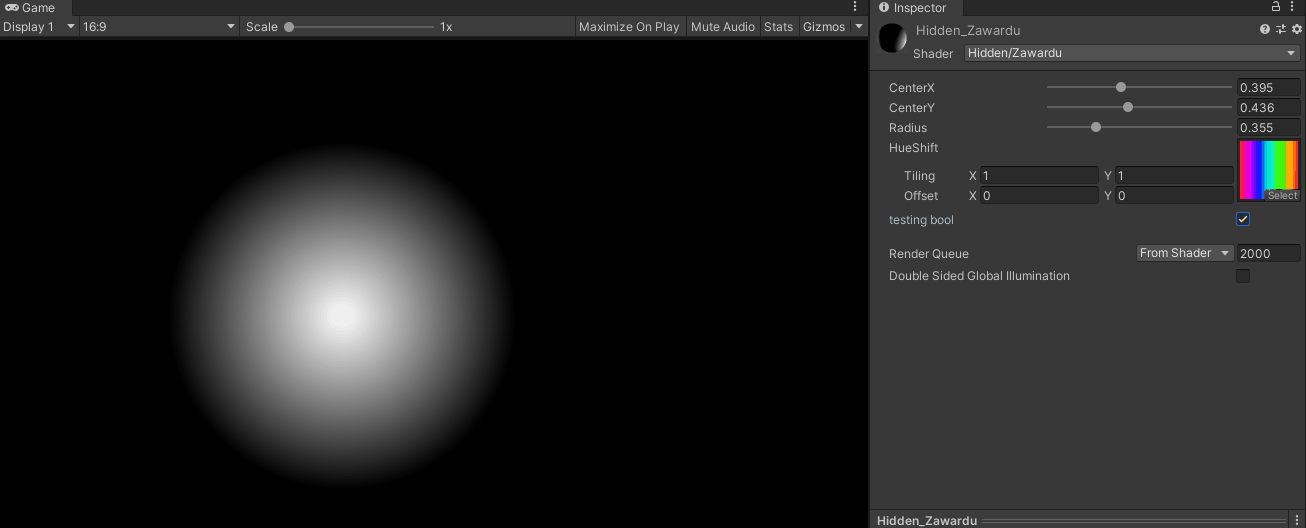 Game
Display 1 16:9 Scale 1x Maximize On Play Mute Audio Stats Gizmos
Inspector
Hidden_Zawardu
Shader Hidden/Zawardu
CenterX 0.395
CenterY 0.436
Radius 0.355
HueShift
Tiling X 1 Y 1
Select
Offset X 0 Y 0
testing bool
Render Queue From Shader 2000
Double Sided Global Illumination
Hidden_Zawardu